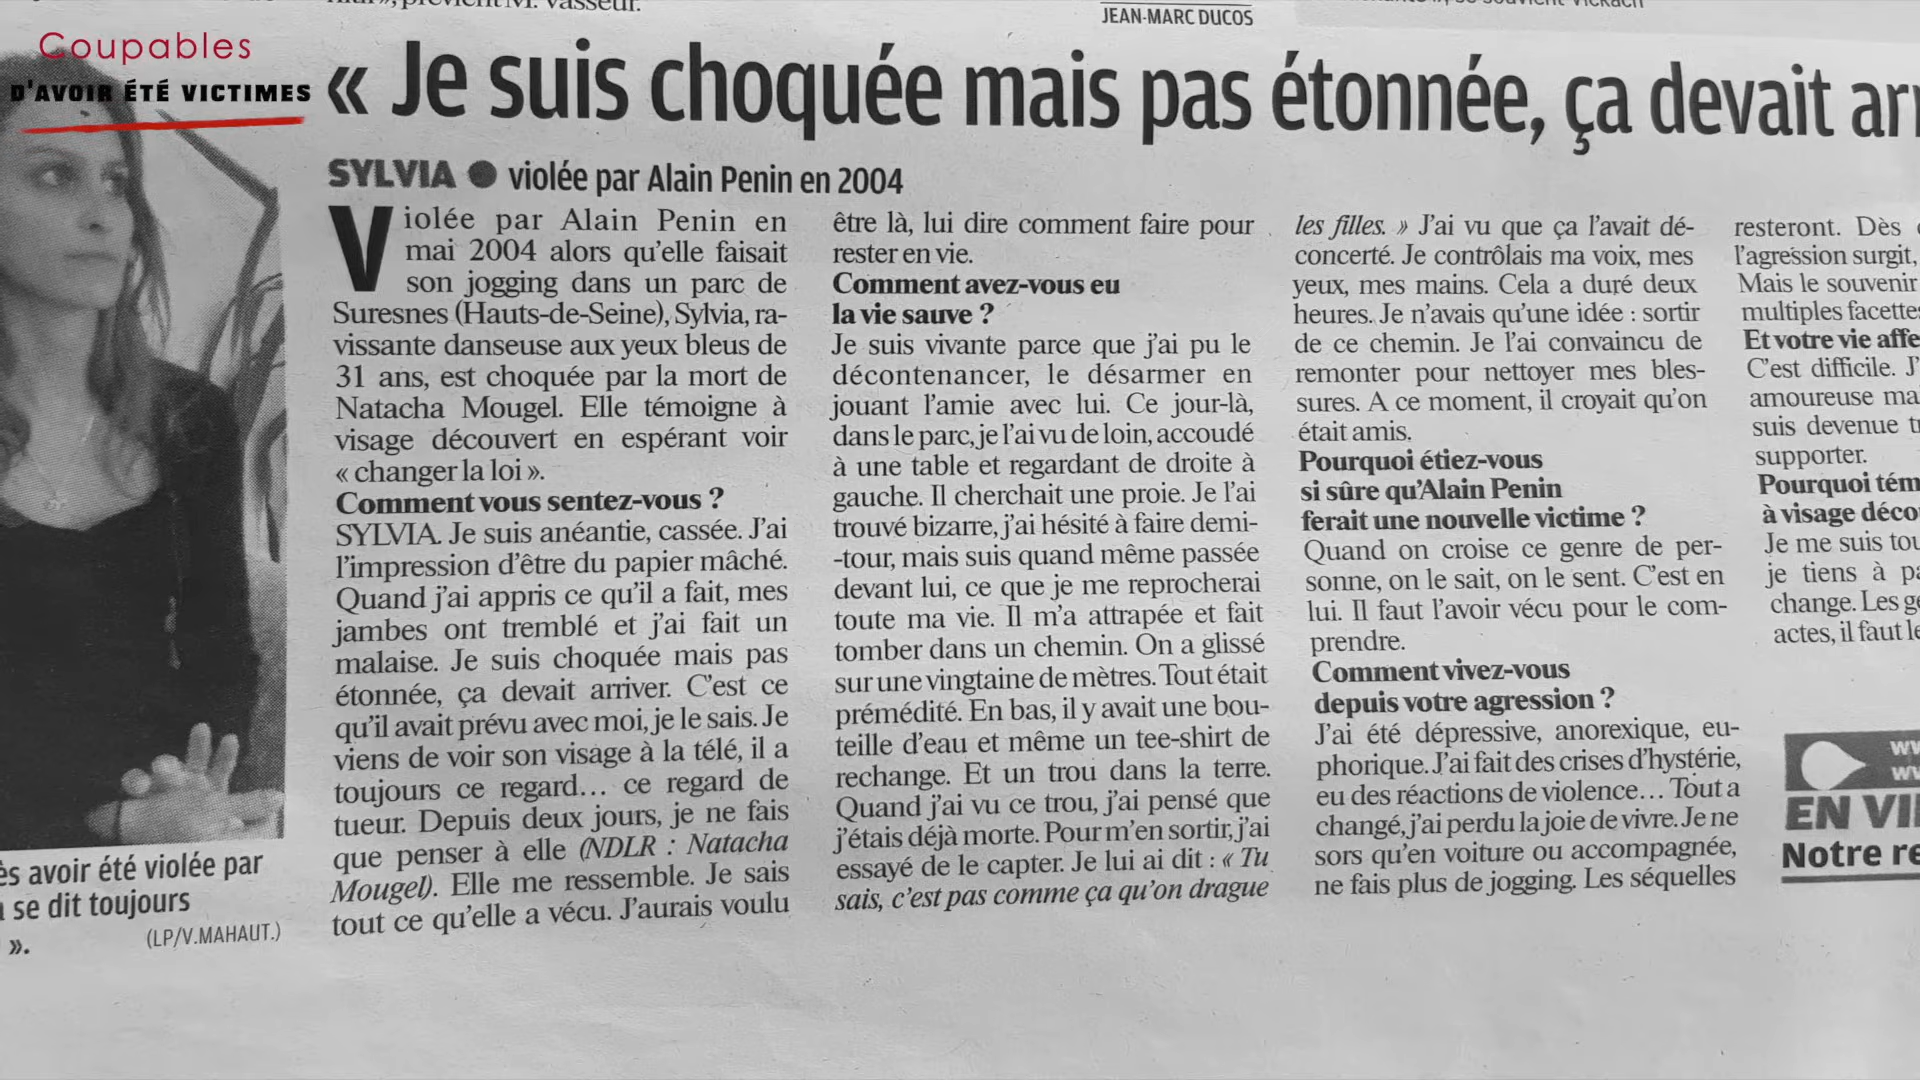 JEAN-MARC DUCOS
Coupables
D'AVOIR ÉTÉ VICTIMES
« Je suis choquée mais pas étonnée, ça devait arr
SYLVIA ● violée par Alain Penin en 2004
Violée par Alain Penin en
mai 2004 alors qu'elle faisait
son jogging dans un parc de
Suresnes (Hauts-de-Seine), Sylvia, ra-
vissante danseuse aux yeux bleus de
31 ans, est choquée par la mort de
Natacha Mougel. Elle témoigne à
visage découvert en espérant voir
« changer la loi ».
Comment vous sentez-vous ?
SYLVIA. Je suis anéantie, cassée. J'ai
l'impression d'être du papier mâché.
Quand j'ai appris ce qu'il a fait, mes
jambes ont tremblé et j'ai fait un
malaise. Je suis choquée mais pas
étonnée, ça devait arriver. C'est ce
qu'il avait prévu avec moi, je le sais. Je
viens de voir son visage à la télé, il a
toujours ce regard... ce regard de
tueur. Depuis deux jours, je ne fais
que penser à elle (NDLR : Natacha
Mougel). Elle me ressemble. Je sais
tout ce qu'elle a vécu. J'aurais voulu
être là, lui dire comment faire pour
rester en vie.
Comment avez-vous eu
la vie sauve ?
Je suis vivante parce que j'ai pu le
décontenancer, le désarmer en
jouant l'amie avec lui. Ce jour-là,
dans le parc, je l'ai vu de loin, accoudé
à une table et regardant de droite à
gauche. Il cherchait une proie. Je l'ai
trouvé bizarre, j'ai hésité à faire demi-
-tour, mais suis quand même passée
devant lui, ce que je me reprocherai
toute ma vie. Il m'a attrapée et fait
tomber dans un chemin. On a glissé
sur une vingtaine de mètres. Tout était
prémédité. En bas, il y avait une bou-
teille d'eau et même un tee-shirt de
rechange. Et un trou dans la terre.
Quand j'ai vu ce trou, j'ai pensé que
j'étais déjà morte. Pour m'en sortir, j'ai
essayé de le capter. Je lui ai dit : « Tu
sais, c'est pas comme ça qu'on drague
les filles. » J'ai vu que ça l'avait dé-
concerté. Je contrôlais ma voix, mes
yeux, mes mains. Cela a duré deux
heures. Je n'avais qu'une idée : sortir
de ce chemin. Je l'ai convaincu de
remonter pour nettoyer mes bles-
sures. A ce moment, il croyait qu'on
était amis.
Pourquoi étiez-vous
si sûre qu'Alain Penin
ferait une nouvelle victime ?
Quand on croise ce genre de per-
sonne, on le sait, on le sent. C'est en
lui. Il faut l'avoir vécu pour le com-
prendre.
Comment vivez-vous
depuis votre agression ?
J'ai été dépressive, anorexique, eu-
phorique. J'ai fait des crises d'hystérie,
eu des réactions de violence... Tout a
changé, j'ai perdu la joie de vivre. Je ne
sors qu'en voiture ou accompagnée,
ne fais plus de jogging. Les séquelles
resteront. Dès
l'agression surgit,
Mais le souvenir
multiples facettes
Et votre vie affe
C'est difficile. J'
amoureuse ma
suis devenue tr
supporter.
Pourquoi tém
à visage déco
Je me suis tou
je tiens à pa
change. Les ge
actes, il faut le
ès avoir été violée par
se dit toujours
».
(LP/V.MAHAUT.)
ww
ww
EN VI
Notre re